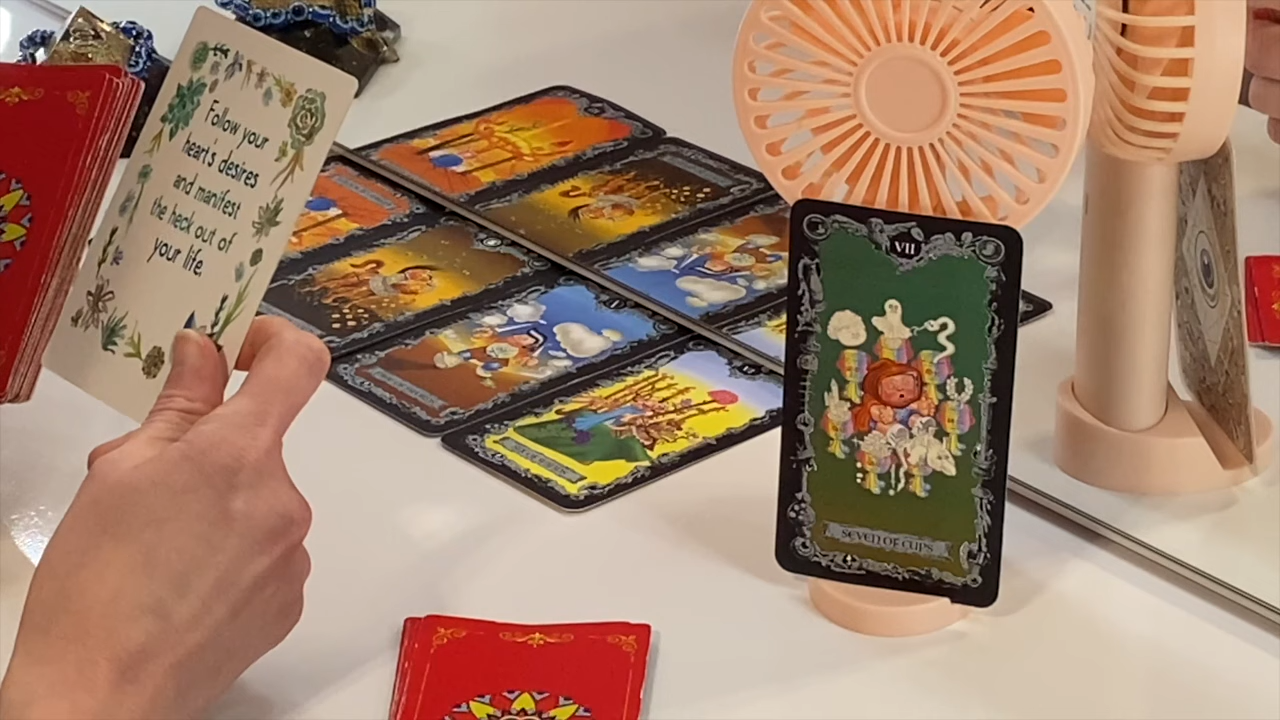 Follow your
heart's desires
and manifest
the heck out of
your life.
VII
SEVEN OF CUPS